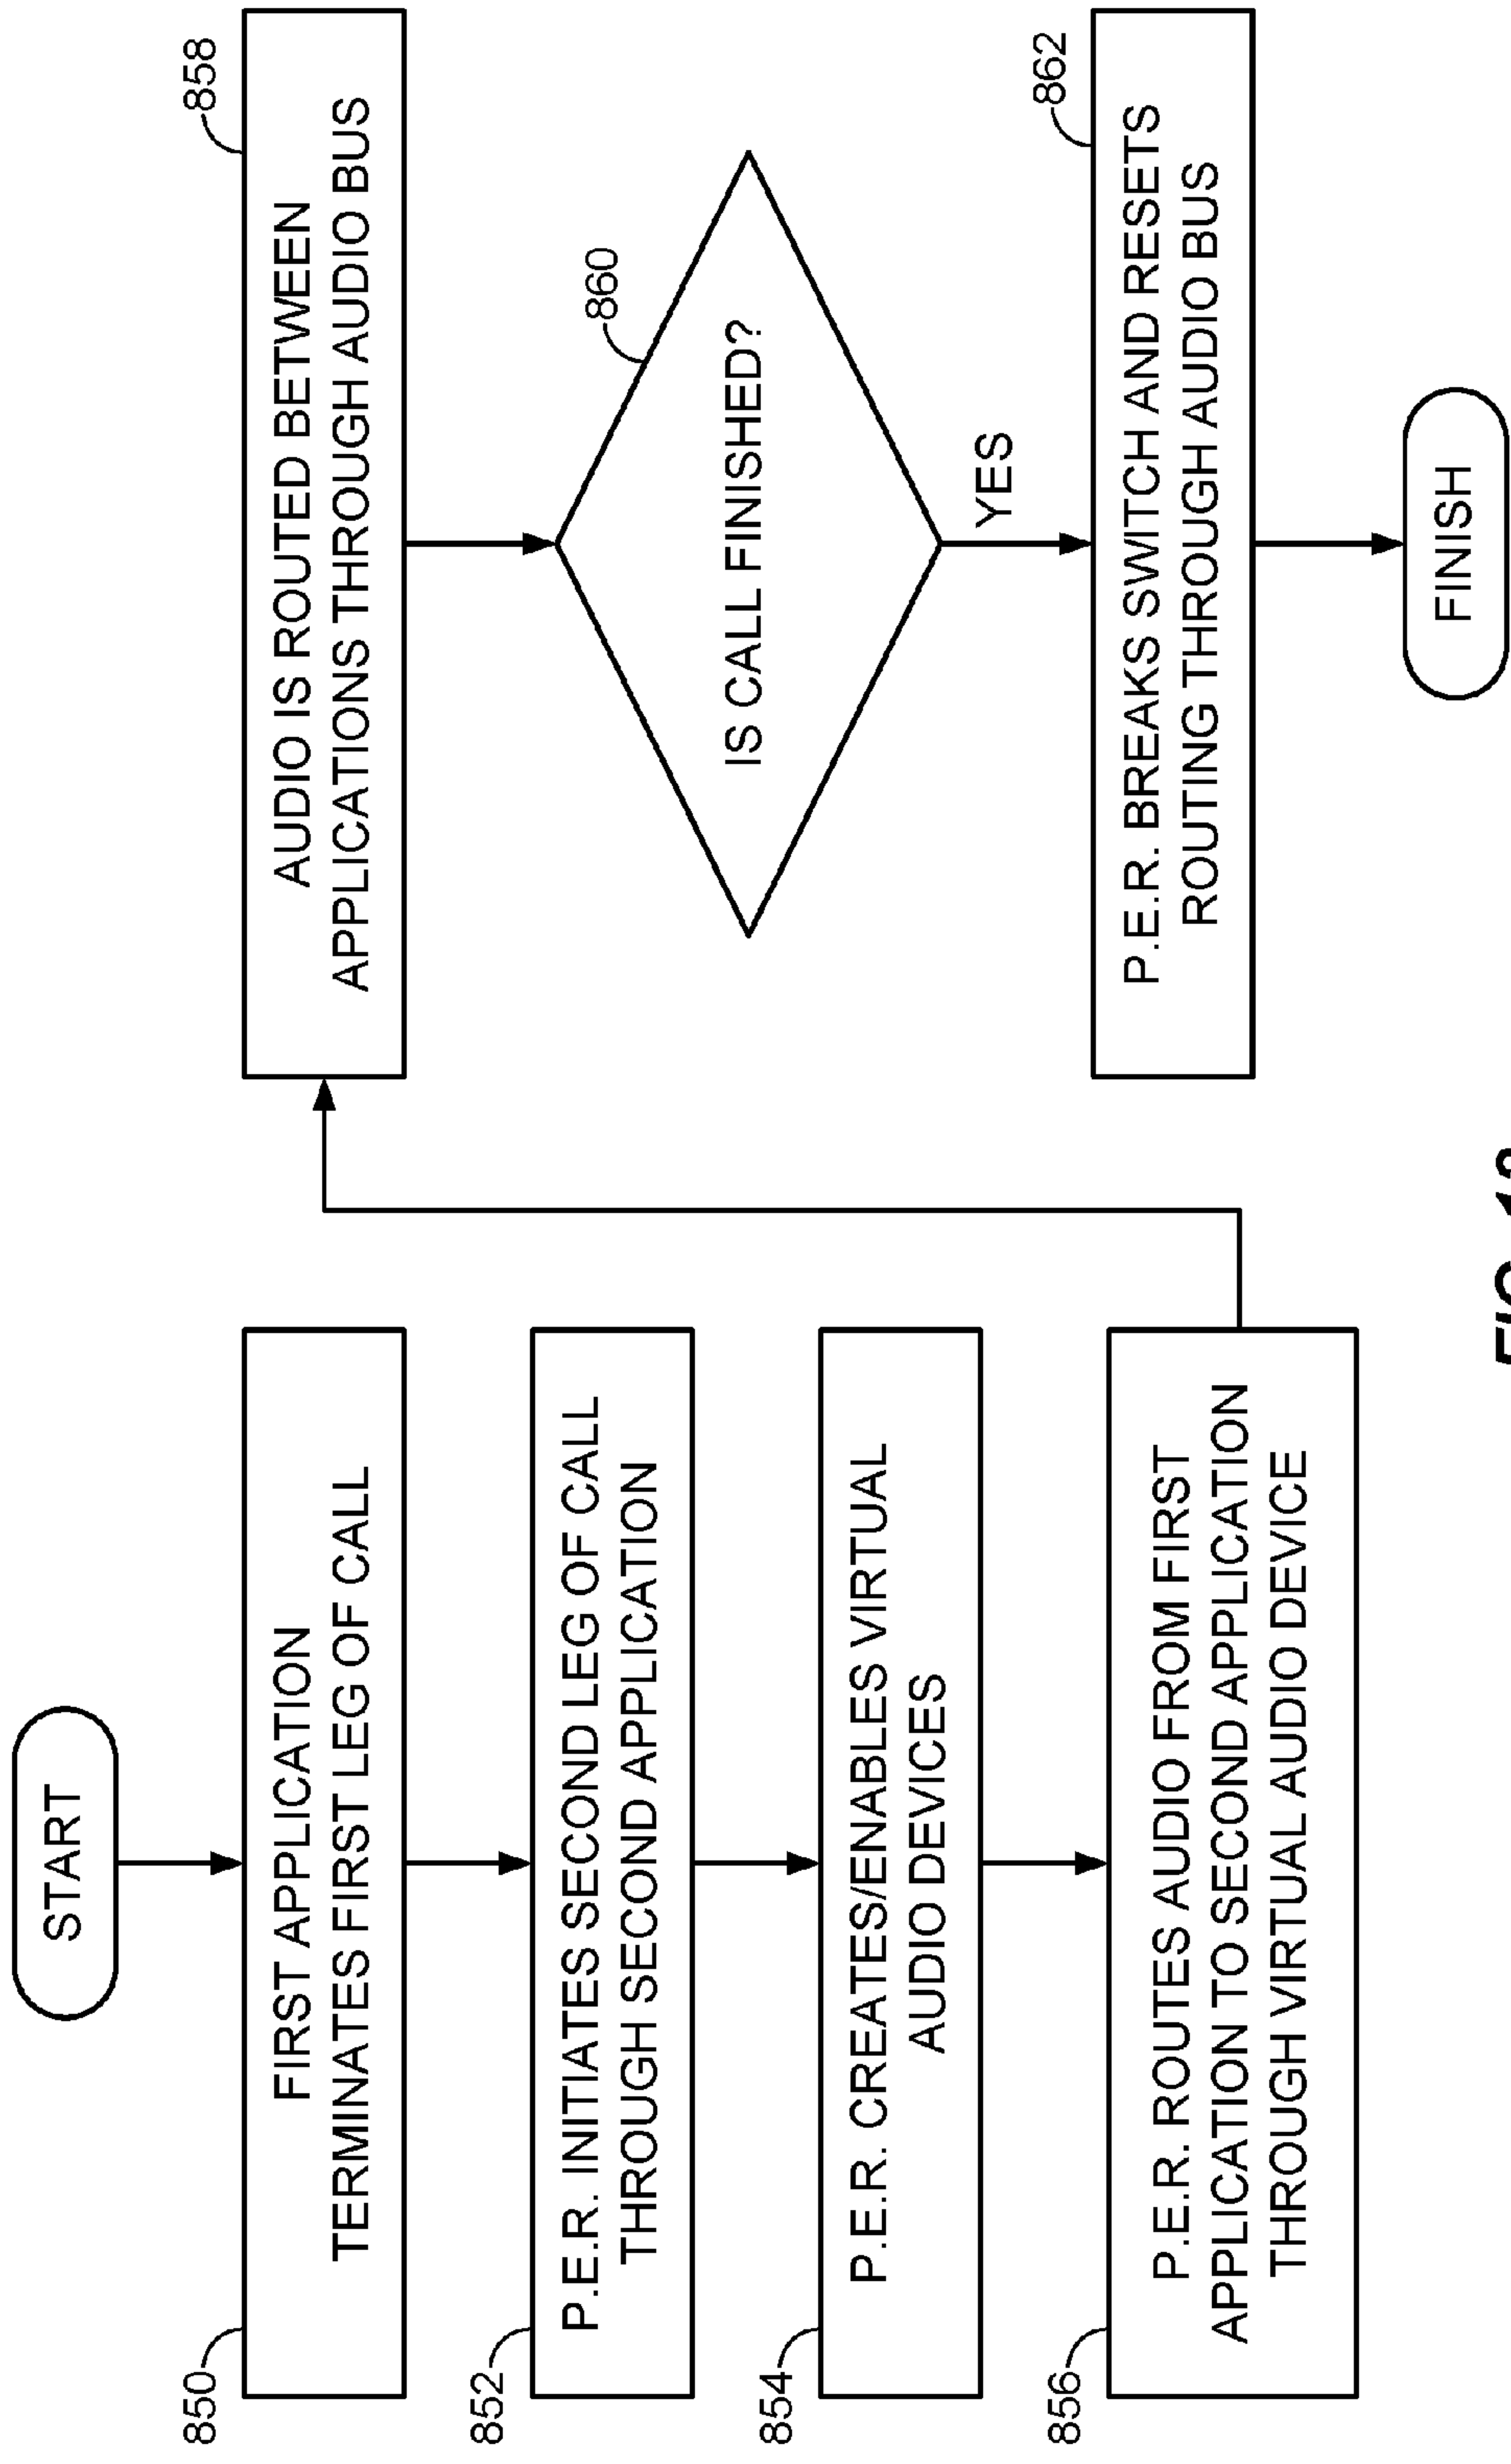 START
850
FIRST APPLICATION
TERMINATES FIRST LEG OF CALL
852
P.E.R. INITIATES SECOND LEG OF CALL
THROUGH SECOND APPLICATION
854
P.E.R. CREATES/ENABLES VIRTUAL
AUDIO DEVICES
856
P.E.R. ROUTES AUDIO FROM FIRST
APPLICATION TO SECOND APPLICATION
THROUGH VIRTUAL AUDIO DEVICE
858
AUDIO IS ROUTED BETWEEN
APPLICATIONS THROUGH AUDIO BUS
860
IS CALL FINISHED?
YES
862
P.E.R. BREAKS SWITCH AND RESETS
ROUTING THROUGH AUDIO BUS
FINISH